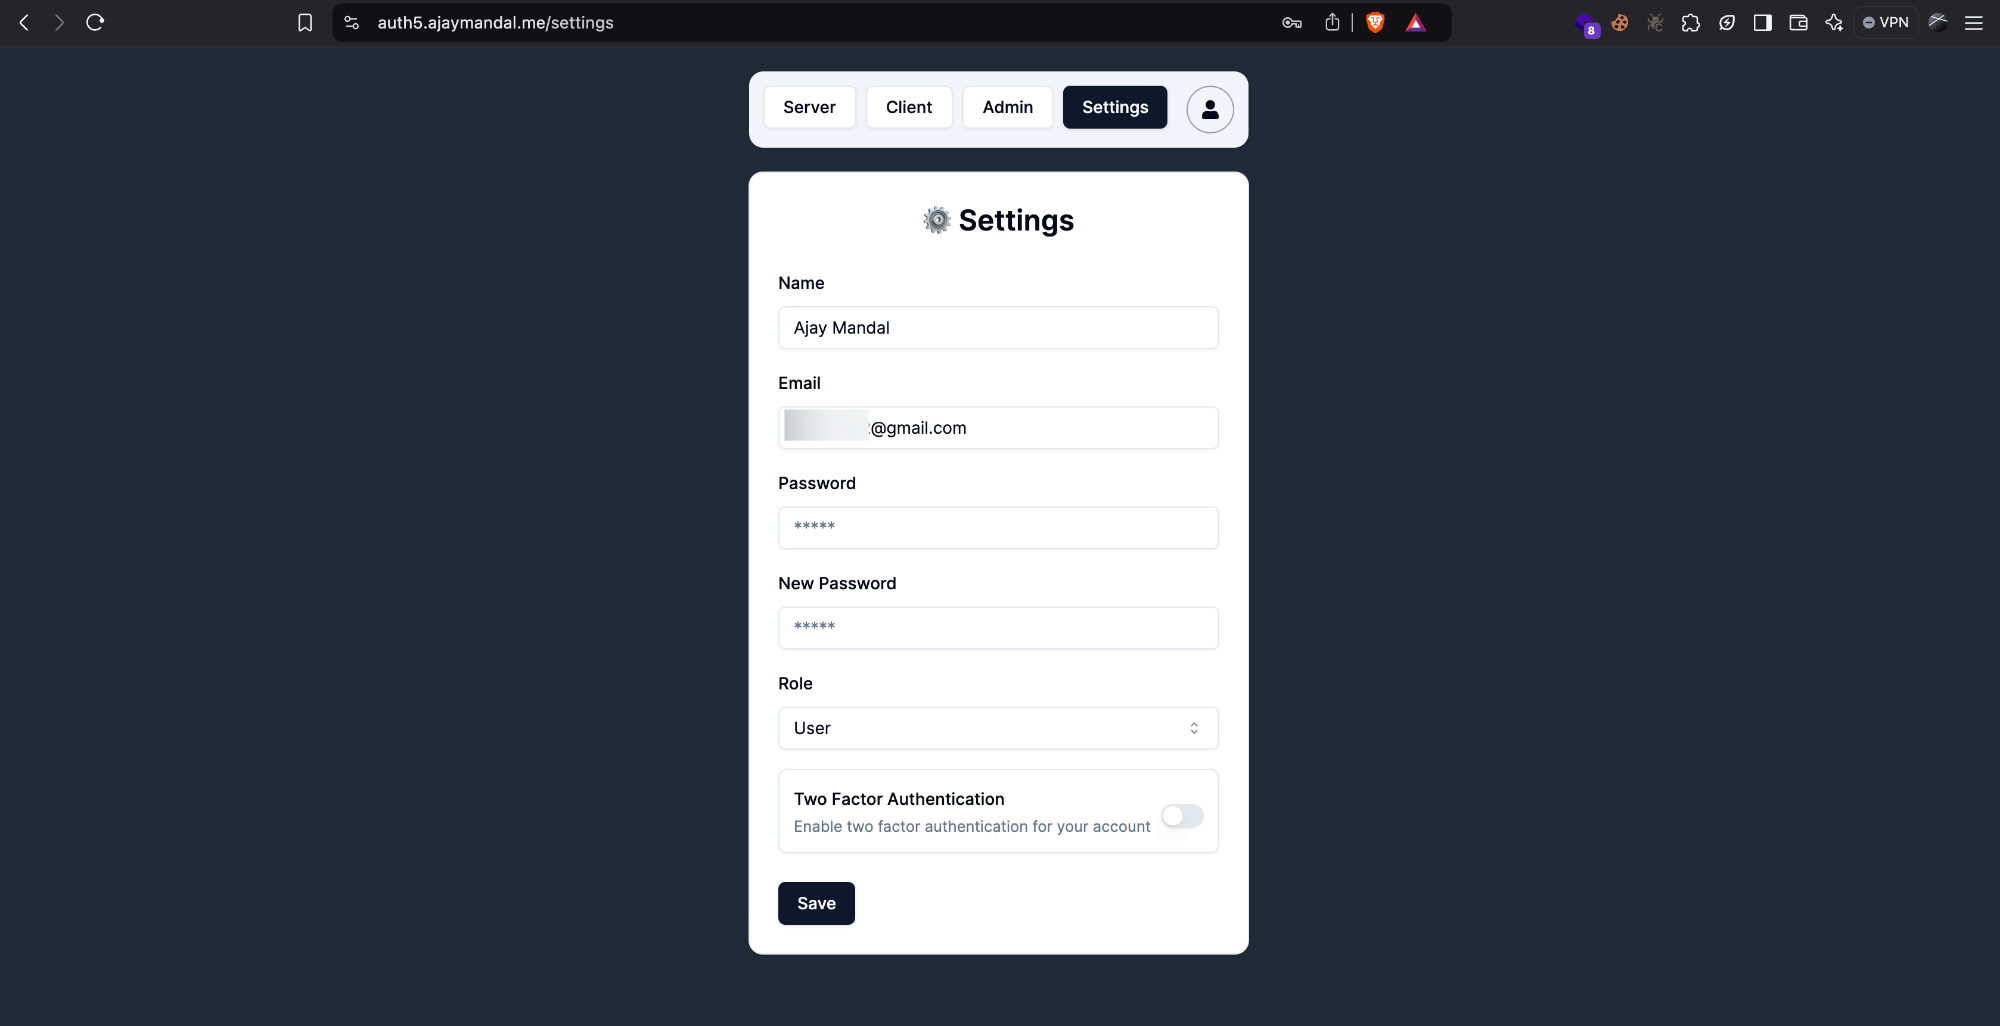 auth5.ajaymandal.me/settings
8
VPN
Server
Client
Admin
Settings
⚙️ Settings
Name
Ajay Mandal
Email
@gmail.com
Password
*****
New Password
*****
Role
User
Two Factor Authentication
Enable two factor authentication for your account
Save